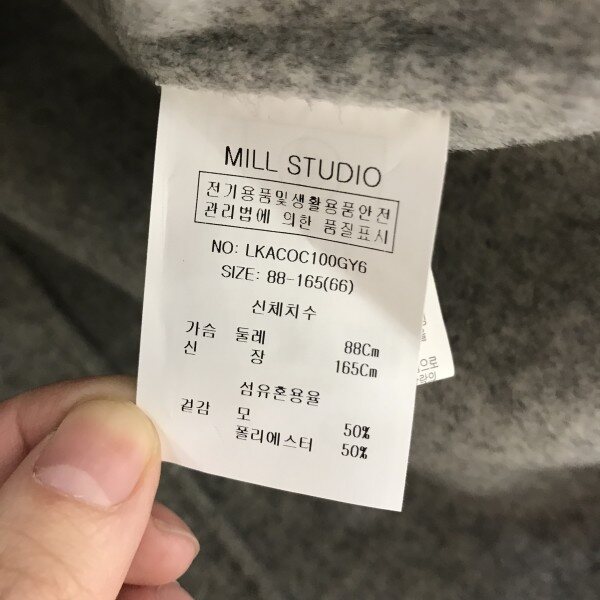 MILL STUDIO
전기용품및생활용품안전
관리법에 의한 품질표시
NO: LKACOC100GY6
SIZE: 88-165(66)
신체치수
가슴 둘레 88Cm
신 장 165Cm
섬유혼용율
겉감 모 50%
폴리에스터 50%